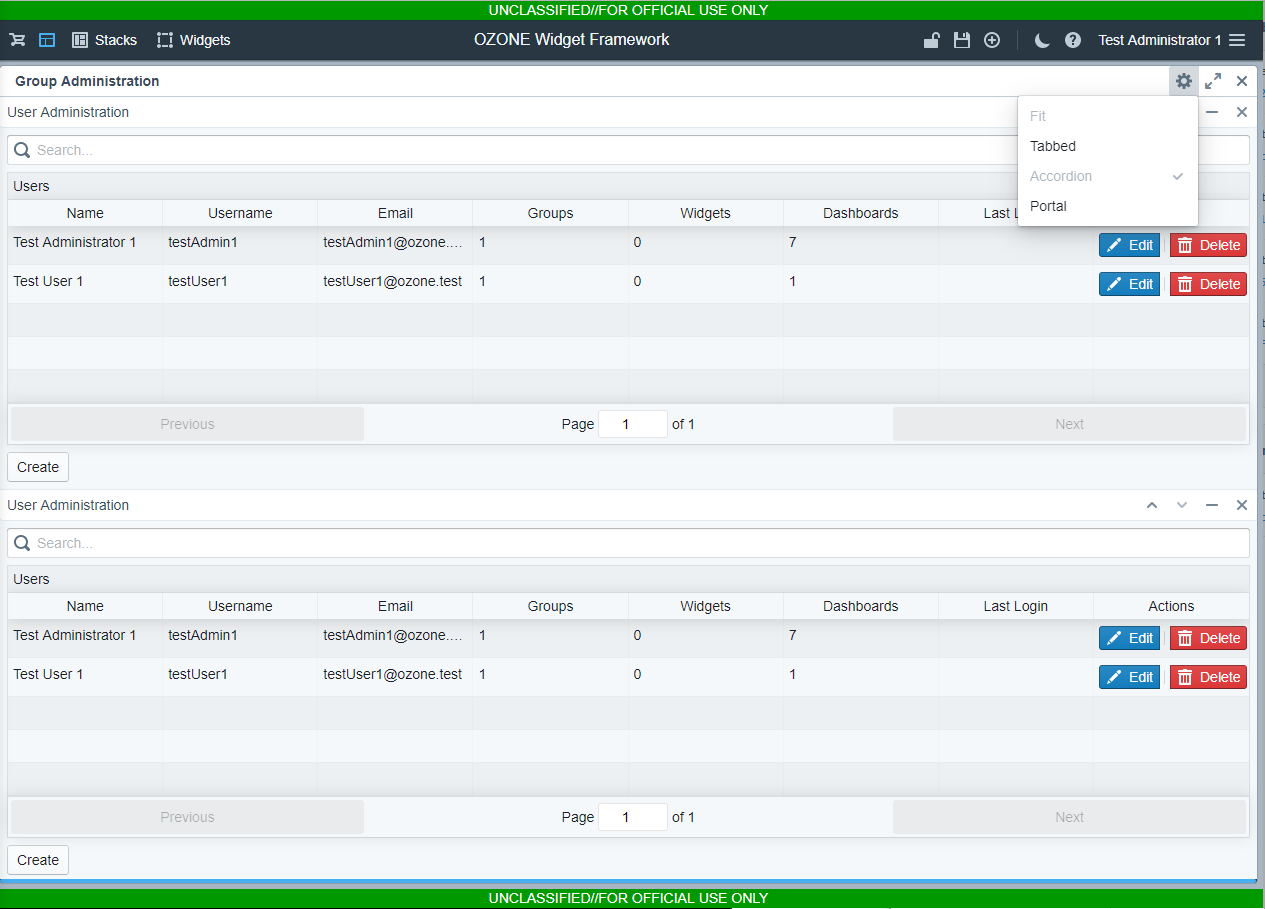 UNCLASSIFIED//FOR OFFICIAL USE ONLY
Stacks Widgets OZONE Widget Framework Test Administrator 1
Group Administration
User Administration
Fit
Tabbed
Accordion
Portal
Search...
Users
Name Username Email Groups Widgets Dashboards Last
Test Administrator 1 testAdmin1 testAdmin1@ozone.... 1 0 7 Edit Delete
Test User 1 testUser1 testUser1@ozone.test 1 0 1 Edit Delete
Previous Page 1 of 1 Next
Create
User Administration
Search...
Users
Name Username Email Groups Widgets Dashboards Last Login Actions
Test Administrator 1 testAdmin1 testAdmin1@ozone.... 1 0 7 Edit Delete
Test User 1 testUser1 testUser1@ozone.test 1 0 1 Edit Delete
Previous Page 1 of 1 Next
Create
UNCLASSIFIED//FOR OFFICIAL USE ONLY